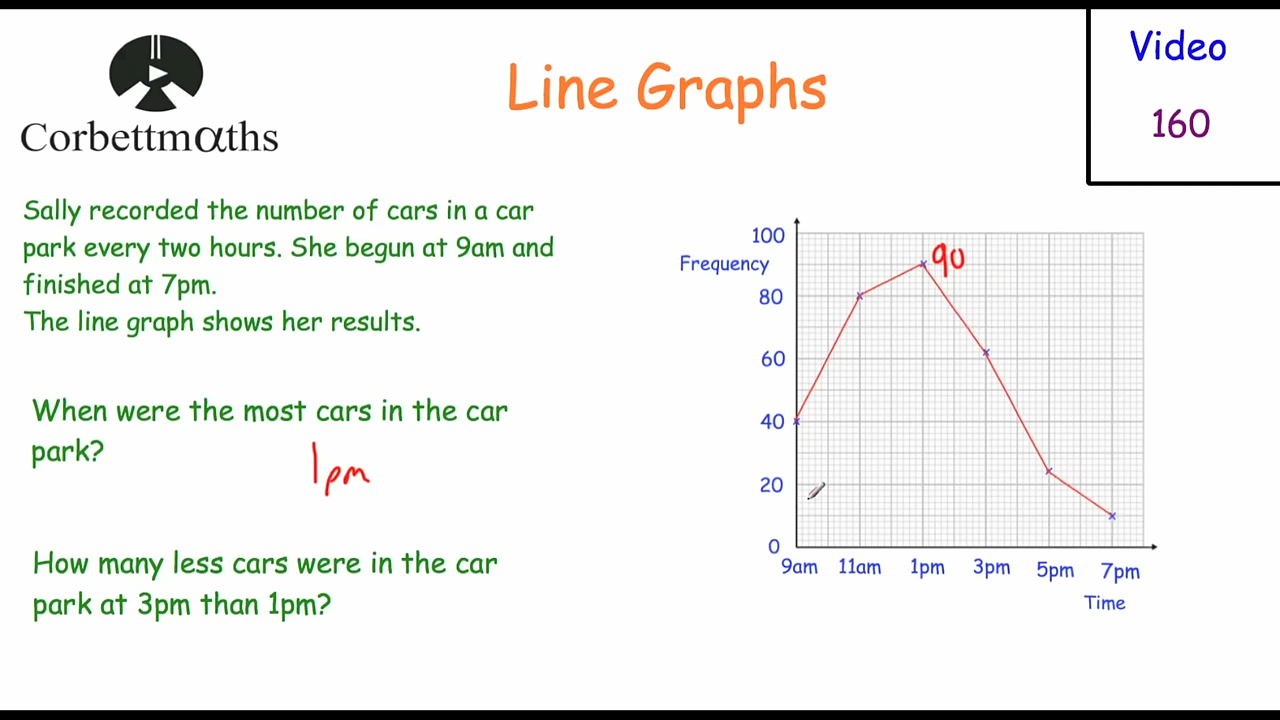 Corbettmαths
Line Graphs
Video
160
Sally recorded the number of cars in a car
park every two hours. She begun at 9am and
finished at 7pm.
The line graph shows her results.
When were the most cars in the car
park?
1pm
How many less cars were in the car
park at 3pm than 1pm?
100
Frequency
90
80
60
40
20
0
9am 11am 1pm 3pm 5pm 7pm
Time